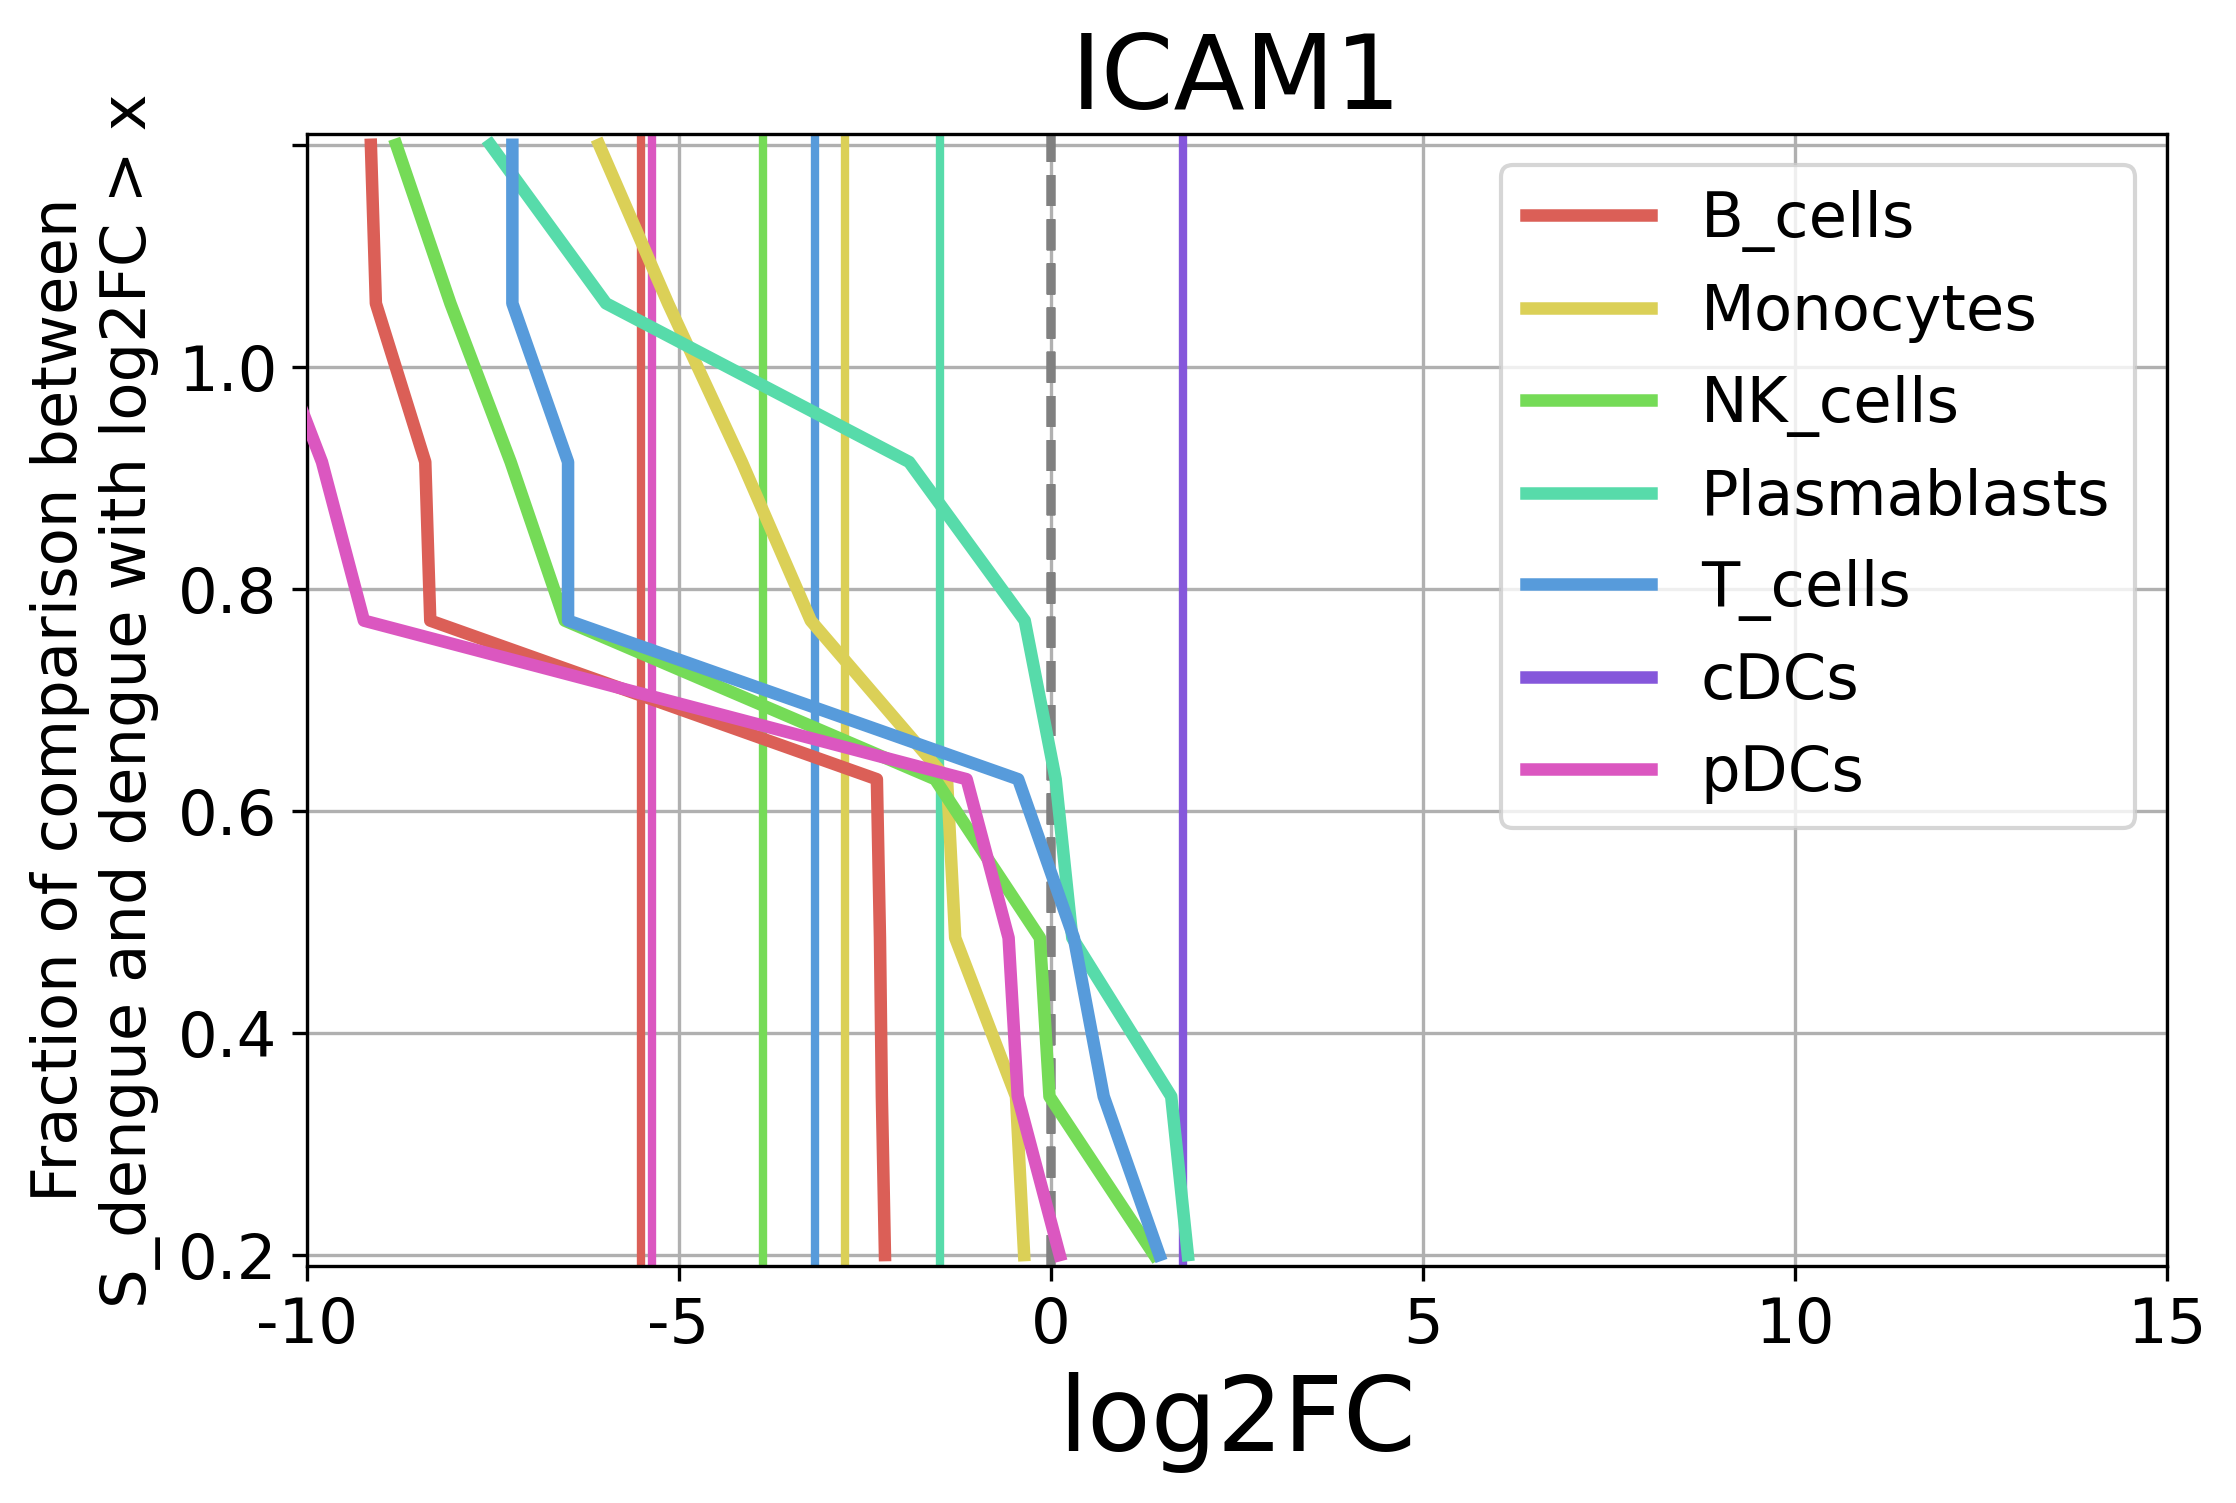 ICAM1
Fraction of comparison between
S_dengue and dengue with log2FC > x
1.0
0.8
0.6
0.4
0.2
-10
-5
0
5
10
15
log2FC
B_cells
Monocytes
NK_cells
Plasmablasts
T_cells
cDCs
pDCs